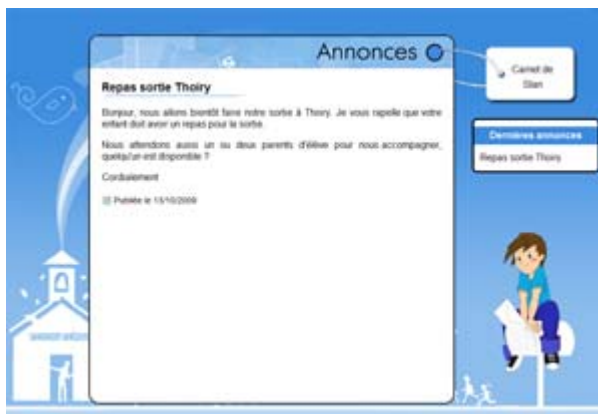 Annonces
Carnet de
Stan
Repas sortie Thoiry
Bonjour, nous allons bientôt faire notre sortie à Thoiry. Je vous rapelle que votre
enfant doit avoir un repas pour la sortie.
Nous attendons aussi un ou deux parents d'élève pour nous accompagner,
quelqu'un est disponible ?
Cordialement
Publiée le 13/10/2009
Dernières annonces
Repas sortie Thoiry